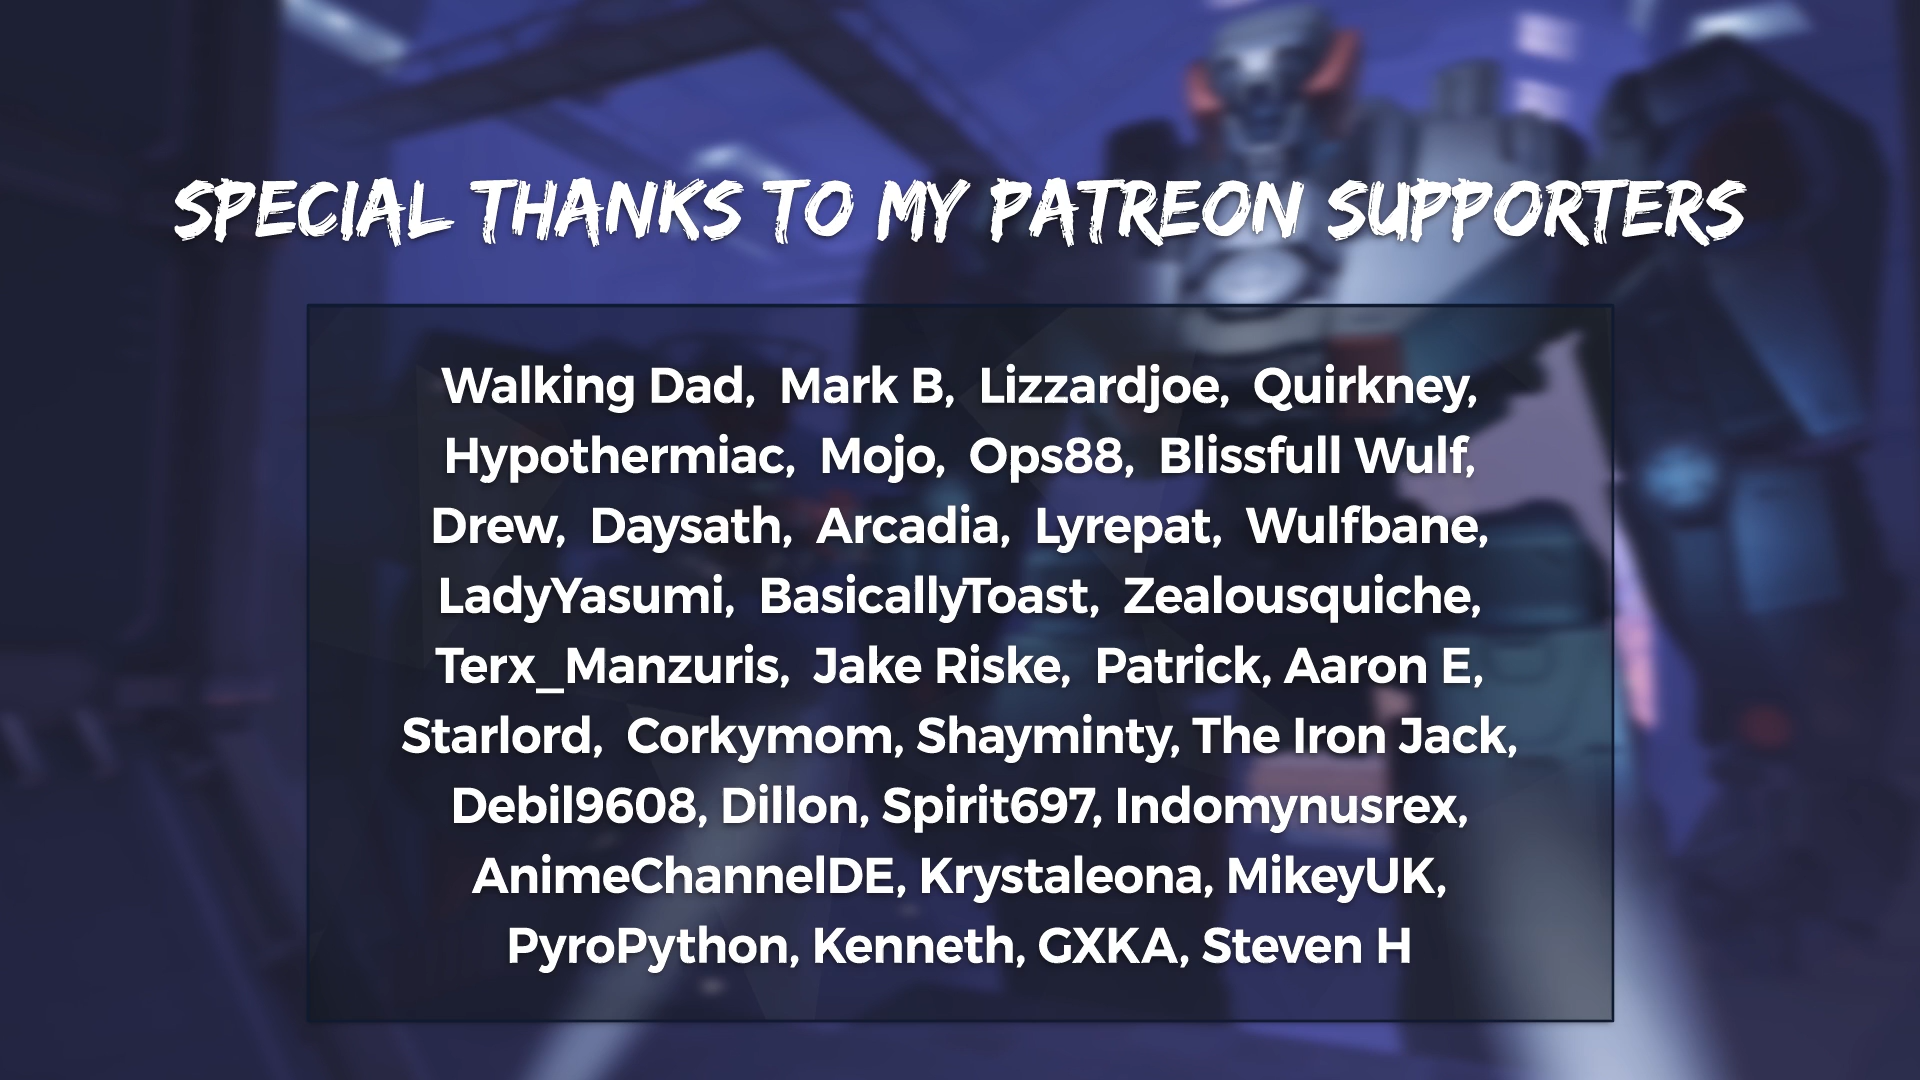 SPECIAL THANKS TO MY PATREON SUPPORTERS
Walking Dad, Mark B, Lizzardjoe, Quirkney,
Hypothermiac, Mojo, Ops88, Blissfull Wulf,
Drew, Daysath, Arcadia, Lyrepat, Wulfbane,
LadyYasumi, BasicallyToast, Zealousquiche,
Terx_Manzuris, Jake Riske, Patrick, Aaron E,
Starlord, Corkymom, Shayminty, The Iron Jack,
Debil9608, Dillon, Spirit697, Indomynusrex,
AnimeChannelDE, Krystaleona, MikeyUK,
PyroPython, Kenneth, GXKA, Steven H